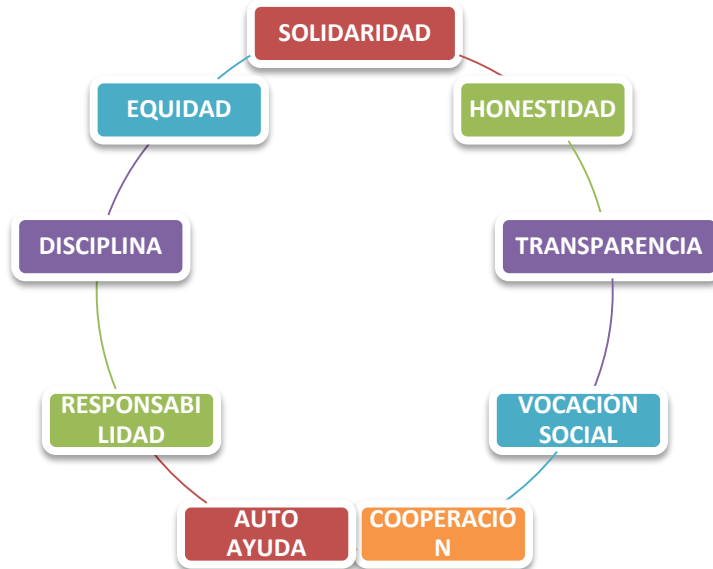 SOLIDARIDAD
HONESTIDAD
TRANSPARENCIA
VOCACIÓN
SOCIAL
COOPERACIÓ
N
AUTO
AYUDA
RESPONSABI
LIDAD
DISCIPLINA
EQUIDAD